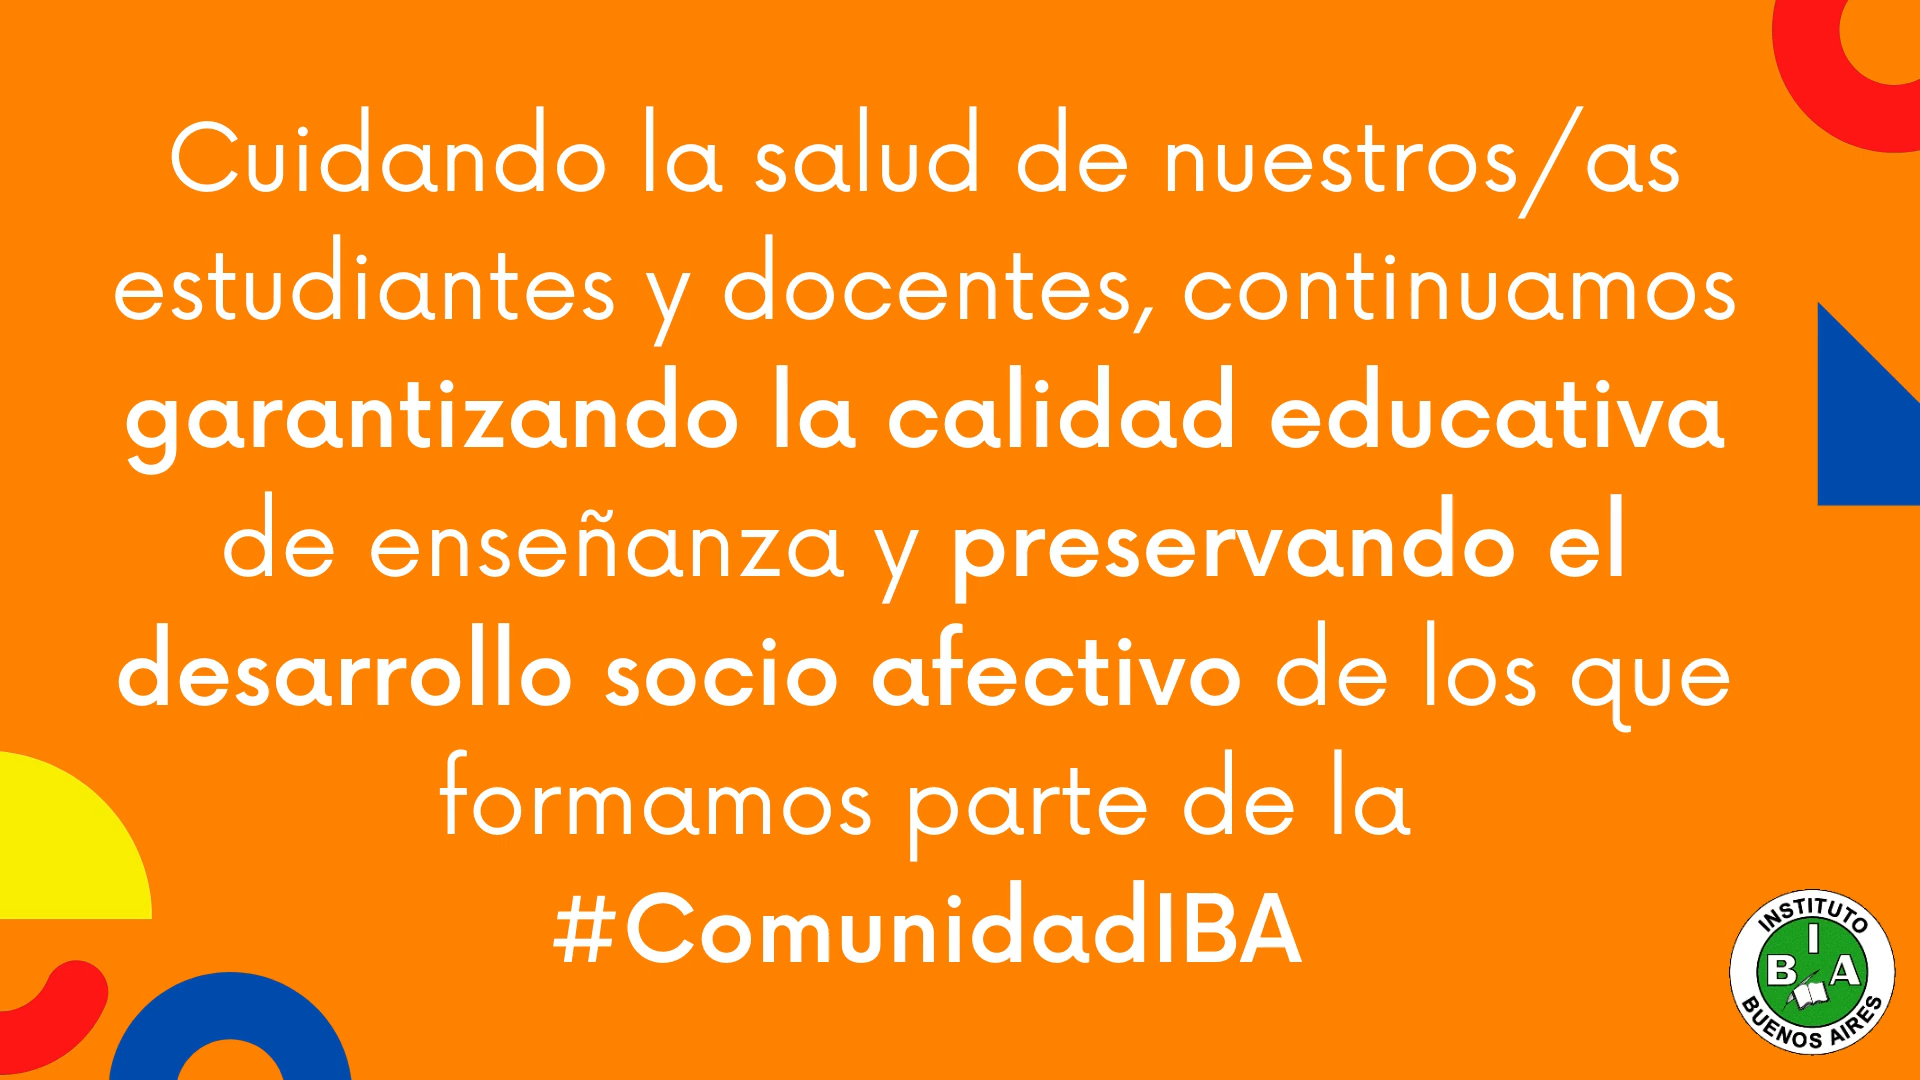 Cuidando la salud de nuestros/as
estudiantes y docentes, continuamos
garantizando la calidad educativa
de enseñanza y preservando el
desarrollo socio afectivo de los que
formamos parte de la
#ComunidadIBA
INSTITUTO
I
B A
BUENOS AIRES